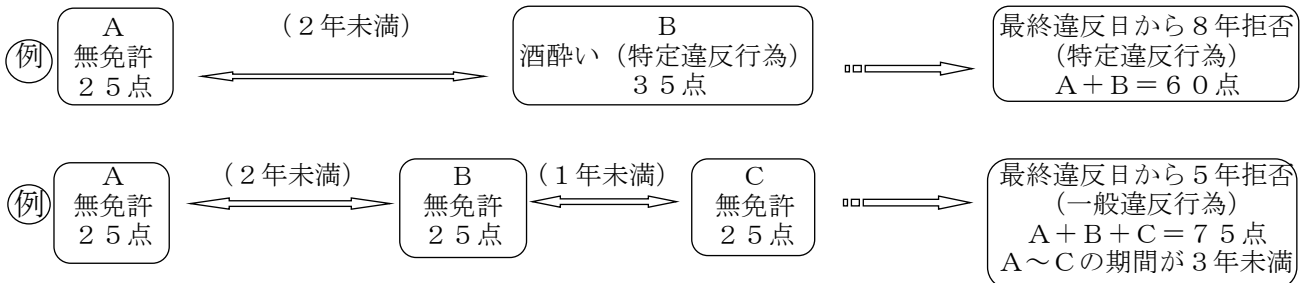 例
A
無免許
25点
(2年未満)
B
酒酔い(特定違反行為)
35点
最終違反日から8年拒否
(特定違反行為)
A+B=60点
例
A
無免許
25点
(2年未満)
B
無免許
25点
(1年未満)
C
無免許
25点
最終違反日から5年拒否
(一般違反行為)
A+B+C=75点
A~Cの期間が3年未満